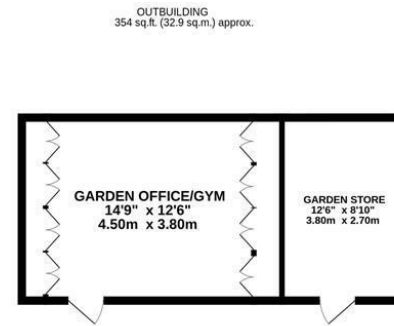 OUTBUILDING
354 sq.ft. (32.9 sq.m.) approx.
GARDEN OFFICE/GYM
14'9" x 12'6"
4.50m x 3.80m
GARDEN STORE
12'6" x 8'10"
3.80m x 2.70m